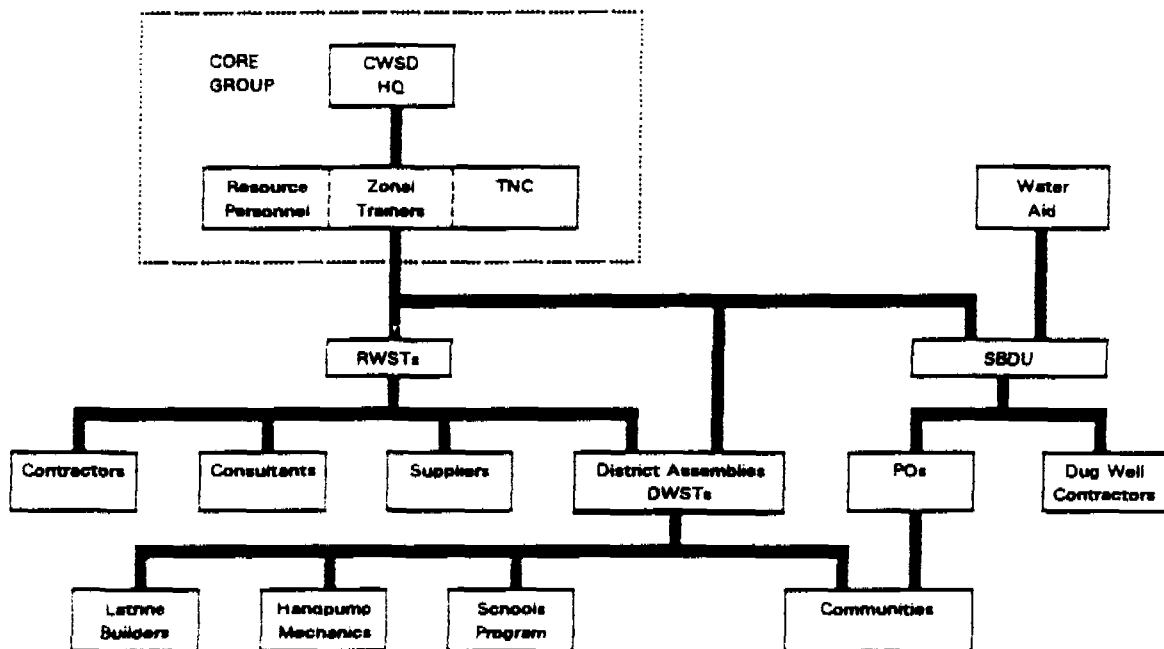 CORE
GROUP
CWSD
HQ
Resource
Personnel
Zonal
Trainers
TNC
Water
Aid
RWSTs
SBDU
Contractors
Consultants
Suppliers
District Assemblies
DWSTs
POs
Dug Well
Contractors
Latrine
Builders
Handpump
Mechanics
Schools
Program
Communities